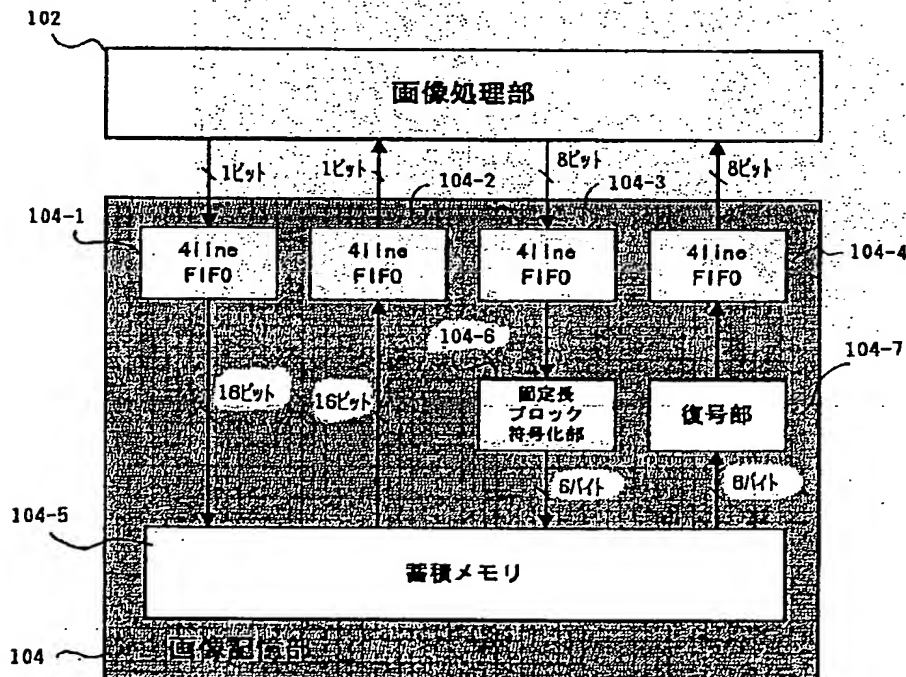 102
画像処理部
1ビット 1ビット 8ビット 8ビット
104-2 104-3
104-1
4line
FIFO
4line
FIFO
4line
FIFO
4line
FIFO
104-4
104-6
104-7
16ビット 16ビット
固定長
ブロック
符号化部
復号部
6バイト
104-5
蓄積メモリ
104